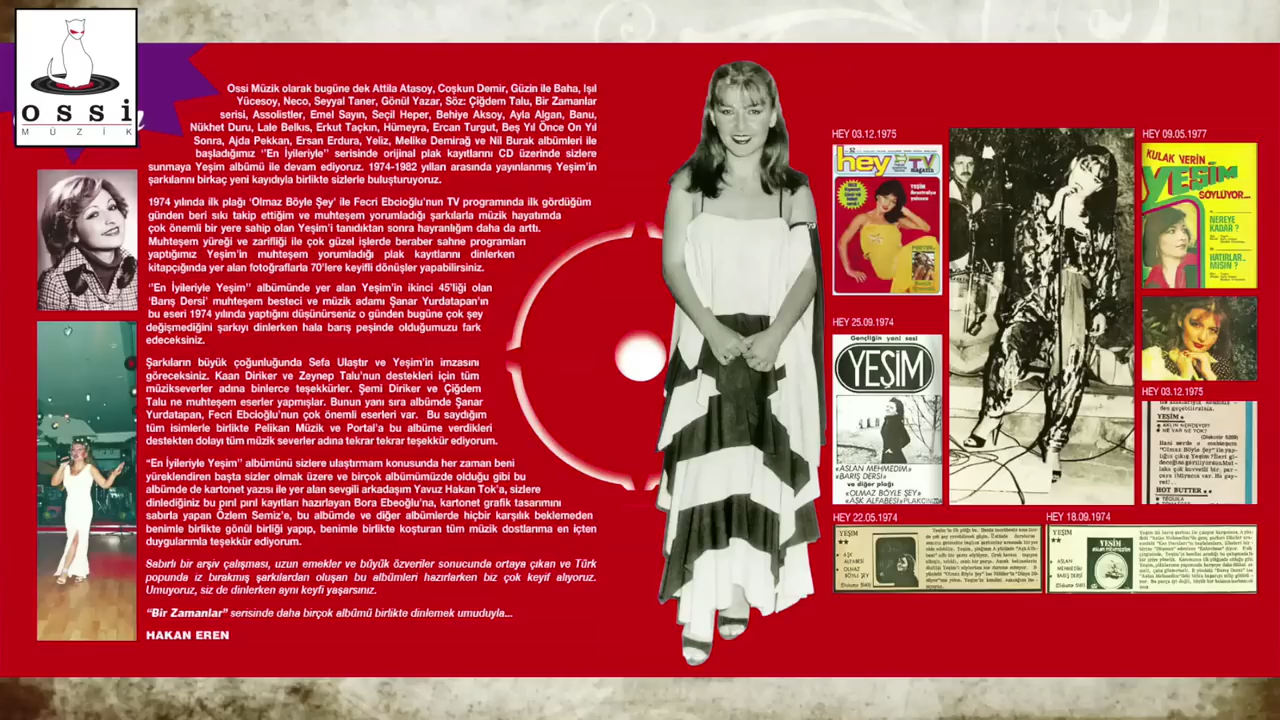 OSSi
MÜZİK
Ossi Müzik olarak bugüne dek Attila Atasoy, Coşkun Demir, Güzin ile Baha, Işıl
Yücesoy, Neco, Seyyal Taner, Gönül Yazar, Söz: Çiğdem Talu, Bir Zamanlar
serisi, Assolistler, Emel Sayın, Seçil Heper, Behiye Aksoy, Ayla Algan, Banu,
Nükhet Duru, Lale Belkıs, Erkut Taçkın, Hümeyra, Ercan Turgut, Beş Yıl Önce On Yıl
Sonra, Ajda Pekkan, Ersan Erdura, Yeliz, Melike Demirağ ve Nil Burak albümleri ile
başladığımız ‘‘En İyileriyle’’ serisinde orijinal plak kayıtlarını CD üzerinde sizlere
sunmaya Yeşim albümü ile devam ediyoruz. 1974-1982 yılları arasında yayınlanmış Yeşim’in
şarkılarını birkaç yeni kayıdıyla birlikte sizlerle buluşturuyoruz.
1974 yılında ilk plağı ‘Olmaz Böyle Şey’ ile Fecri Ebcioğlu’nun TV programında ilk gördüğüm
günden beri sıkı takip ettiğim ve muhteşem yorumladığı şarkılarla müzik hayatımda
çok önemli bir yere sahip olan Yeşim’i tanıdıktan sonra hayranlığım daha da arttı.
Muhteşem yüreği ve zarifliği ile çok güzel işlerde beraber sahne programları
yaptığımız Yeşim’in muhteşem yorumladığı plak kayıtlarını dinlerken
kitapçığında yer alan fotoğraflarla 70’lere keyifli dönüşler yapabilirsiniz.
‘‘En İyileriyle Yeşim’’ albümünde yer alan Yeşim’in ikinci 45’liği olan
‘Barış Dersi’ muhteşem besteci ve müzik adamı Şanar Yurdatapan’ın
bu eseri 1974 yılında yaptığını düşünürseniz o günden bugüne çok şey
değişmediğini şarkıyı dinlerken hala barış peşinde olduğumuzu fark
edeceksiniz.
Şarkıların büyük çoğunluğunda Sefa Ulaştır ve Yeşim’in imzasını
göreceksiniz. Kaan Diriker ve Zeynep Talu’nun destekleri için tüm
müzikseverler adına binlerce teşekkürler. Şemi Diriker ve Çiğdem
Talu ne muhteşem eserler yapmışlar. Bunun yanı sıra albümde Şanar
Yurdatapan, Fecri Ebcioğlu’nun çok önemli eserleri var. Bu saydığım
tüm isimlerle birlikte Pelikan Müzik ve Portal’a bu albüme verdikleri
destekten dolayı tüm müzik severler adına tekrar tekrar teşekkür ediyorum.
“En İyileriyle Yeşim’’ albümünü sizlere ulaştırmam konusunda her zaman beni
yüreklendiren başta sizler olmak üzere ve birçok albümümüzde olduğu gibi bu
albümde de kartonet yazısı ile yer alan sevgili arkadaşım Yavuz Hakan Tok’a, sizlere
dinlediğiniz bu pırıl pırıl kayıtları hazırlayan Bora Ebeoğlu’na, kartonet grafik tasarımını
sabırla yapan Özlem Semiz’e, bu albümde ve diğer albümlerde hiçbir karşılık beklemeden
benimle birlikte gönül birliği yapıp, benimle birlikte koşturan tüm müzik dostlarıma en içten
duygularımla teşekkür ediyorum.
Sabırlı bir arşiv çalışması, uzun emekler ve büyük özveriler sonucunda ortaya çıkan ve Türk
popunda iz bırakmış şarkılardan oluşan bu albümleri hazırlarken biz çok keyif alıyoruz.
Umuyoruz, siz de dinlerken aynı keyfi yaşarsınız.
“Bir Zamanlar” serisinde daha birçok albümü birlikte dinlemek umuduyla...
HAKAN EREN
HEY 03.12.1975
hey
TV
magazin
HEY 25.09.1974
Gençliğin yeni sesi
YEŞİM
«ASLAN MEHMEDİM»
«BARIŞ DERSİ»
ve diğer plağı
«OLMAZ BÖYLE ŞEY»
«AŞK ALFABESİ»
HEY 09.05.1977
KULAK VERİN
YEŞİM
SÖYLÜYOR...
NEREYE
KADAR ?
HATIRLAR
MISIN ?
HEY 03.12.1975
YEŞİM
HOT BUTTER
HEY 22.05.1974
YEŞİM
AŞK
ALFABESİ
OLMAZ
BÖYLE ŞEY
HEY 18.09.1974
YEŞİM
ASLAN
MEHMEDİM
BARIŞ DERSİ
YEŞİM